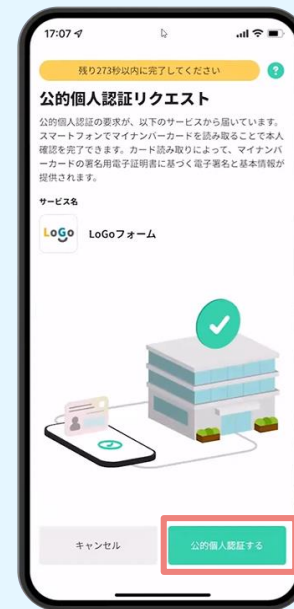 17:07
残り273秒以内に完了してください
?
公的個人認証リクエスト
公的個人認証の要求が、以下のサービスから届いています。
スマートフォンでマイナンバーカードを読み取ることで本人
確認を完了できます。カード読み取りによって、マイナンバ
ーカードの署名用電子証明書に基づく電子署名と基本情報が
提供されます。
サービス名
LoGo
LoGoフォーム
キャンセル
公的個人認証する